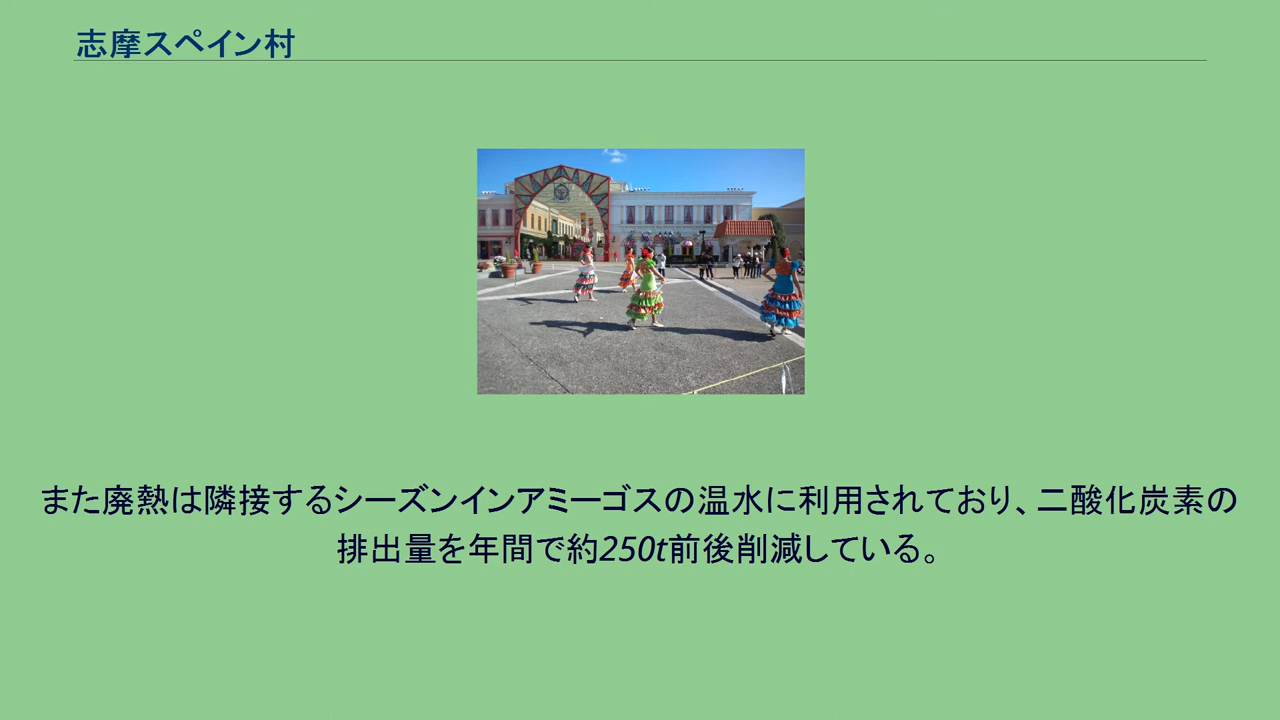 志摩スペイン村
また廃熱は隣接するシーズンインアミーゴスの温水に利用されており、二酸化炭素の
排出量を年間で約250t前後削減している。